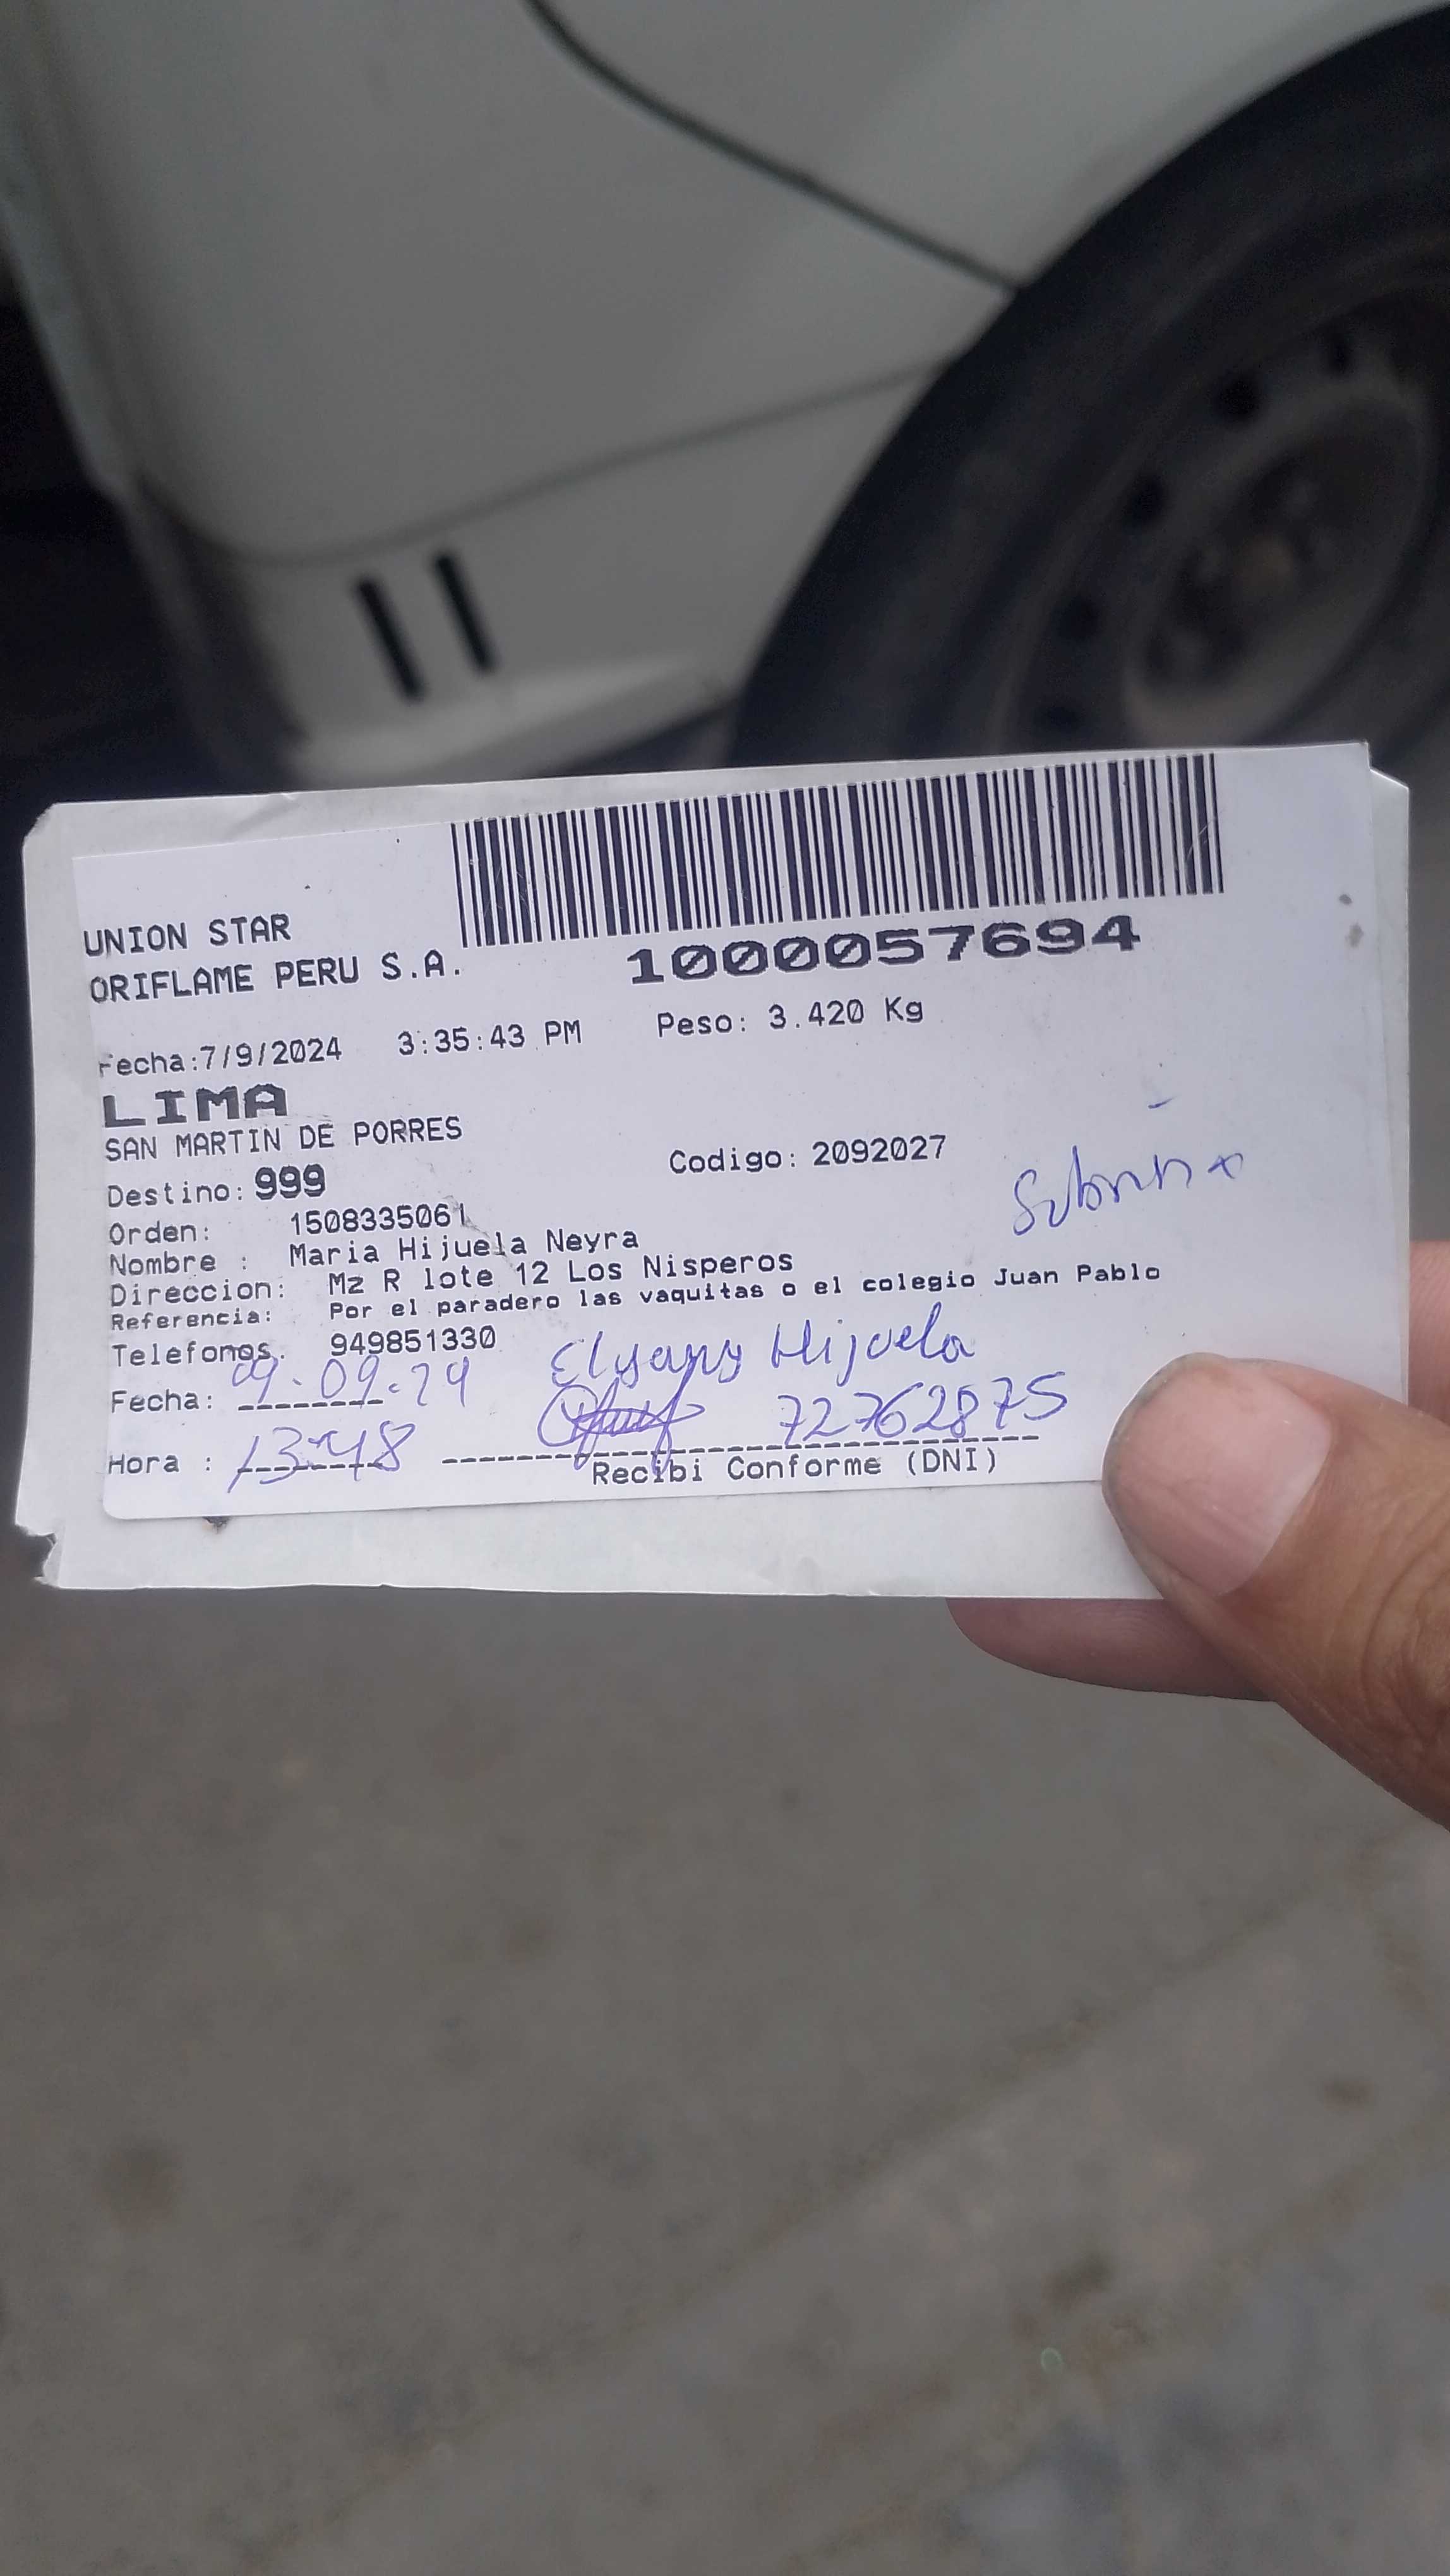 UNION STAR
ORIFLAME PERU S.A.
1000057694
Fecha:7/9/2024 3:35:43 PM Peso: 3.420 Kg
LIMA
SAN MARTIN DE PORRES
Destino: 999 Codigo: 2092027
Sobrina
Orden: 1508335061
Nombre : Maria Hijuela Neyra
Direccion: Mz R lote 12 Los Nisperos
Referencia: Por el paradero las vaquitas o el colegio Juan Pablo
Telefonos. 949851330
Elyany Hijuela
Fecha: 09.09.24
72762875
Hora : 13:48
Recibi Conforme (DNI)